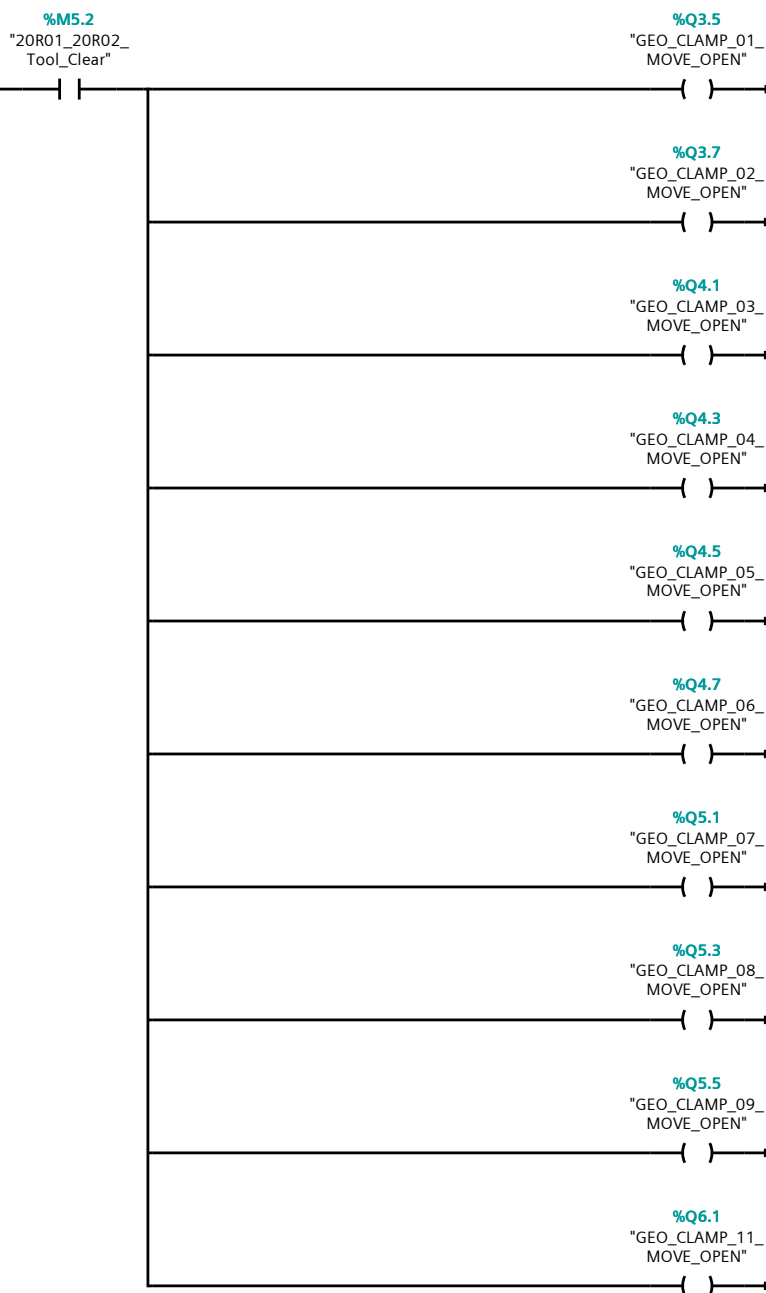 %M5.2
"20R01_20R02_
Tool_Clear"
%Q3.5
"GEO_CLAMP_01_
MOVE_OPEN"
%Q3.7
"GEO_CLAMP_02_
MOVE_OPEN"
%Q4.1
"GEO_CLAMP_03_
MOVE_OPEN"
%Q4.3
"GEO_CLAMP_04_
MOVE_OPEN"
%Q4.5
"GEO_CLAMP_05_
MOVE_OPEN"
%Q4.7
"GEO_CLAMP_06_
MOVE_OPEN"
%Q5.1
"GEO_CLAMP_07_
MOVE_OPEN"
%Q5.3
"GEO_CLAMP_08_
MOVE_OPEN"
%Q5.5
"GEO_CLAMP_09_
MOVE_OPEN"
%Q6.1
"GEO_CLAMP_11_
MOVE_OPEN"